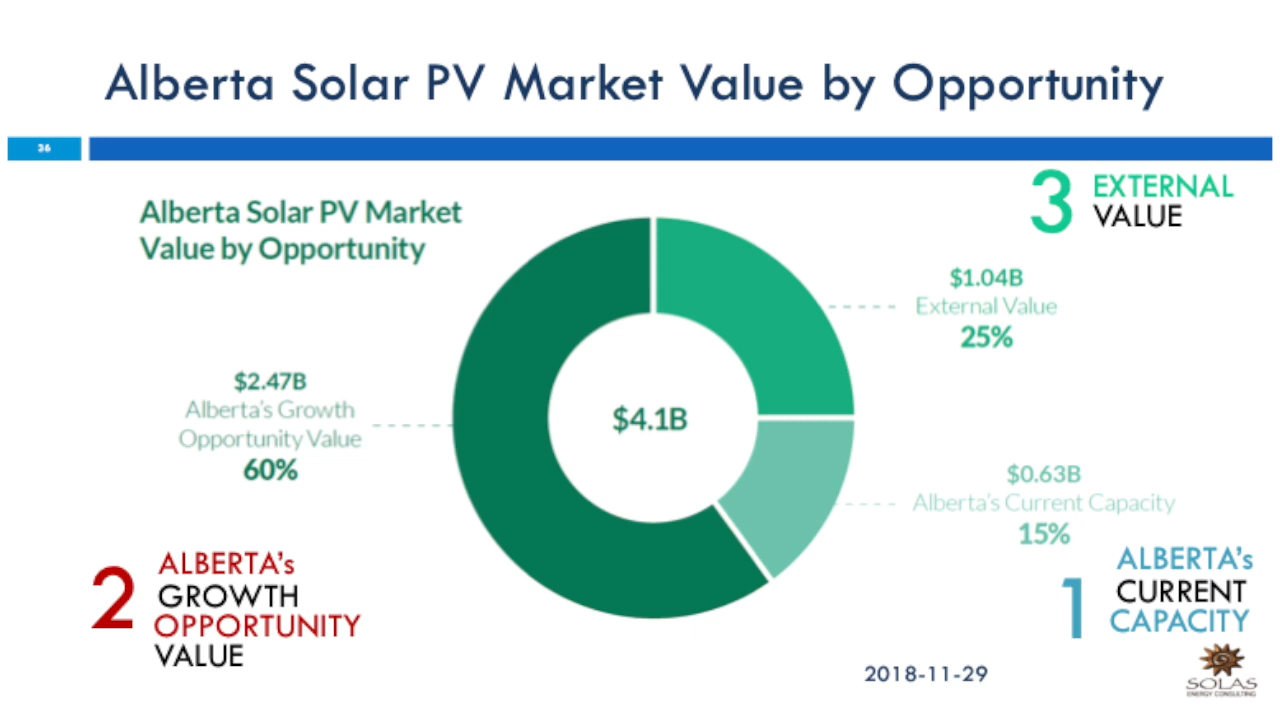 Alberta Solar PV Market Value by Opportunity
36
Alberta Solar PV Market
Value by Opportunity
3
EXTERNAL
VALUE
$1.04B
External Value
25%
$2.47B
Alberta's Growth
Opportunity Value
60%
$4.1B
$0.63B
Alberta's Current Capacity
15%
2
ALBERTA's
GROWTH
OPPORTUNITY
VALUE
1
ALBERTA's
CURRENT
CAPACITY
2018-11-29
SOLAS
ENERGY CONSULTING